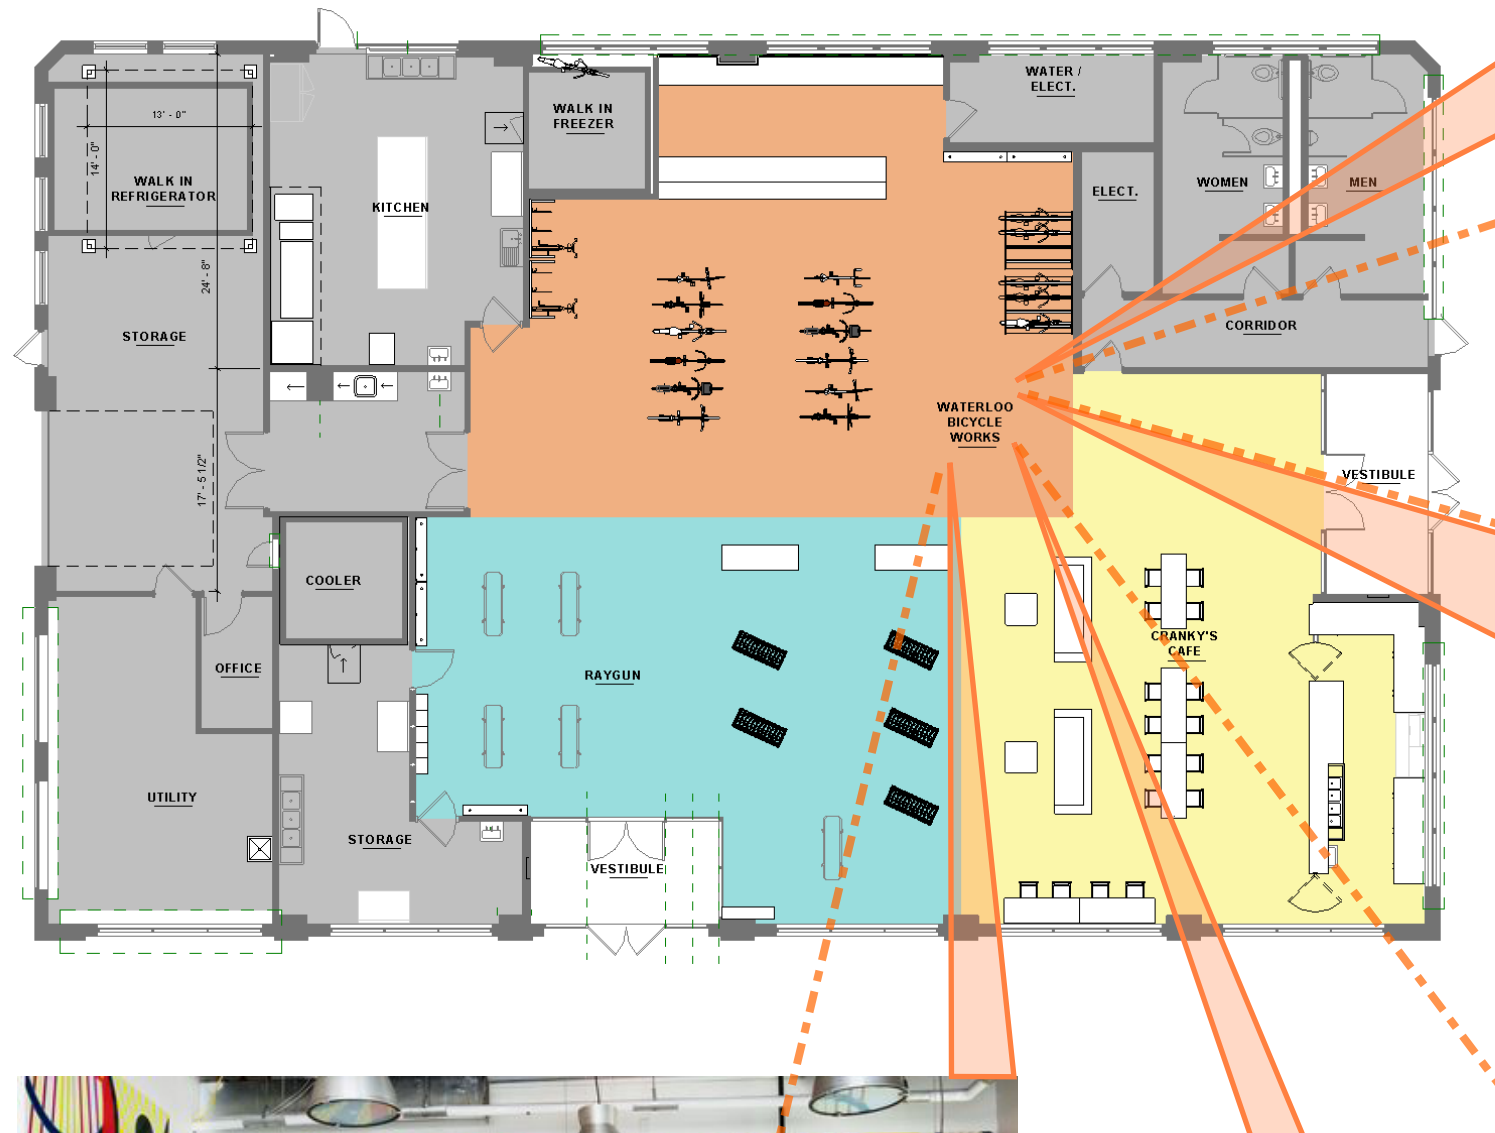 WATER /
ELECT.
WALK IN
FREEZER
13' - 0"
14' - 0"
WALK IN
REFRIGERATOR
KITCHEN
ELECT.
WOMEN
MEN
24' - 8"
STORAGE
CORRIDOR
WATERLOO
BICYCLE
WORKS
17' - 5 1/2"
VESTIBULE
COOLER
CRANKY'S
CAFE
OFFICE
RAYGUN
UTILITY
STORAGE
VESTIBULE